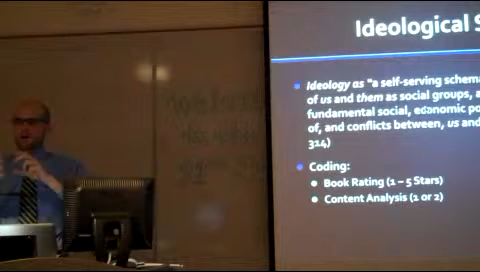 Ideological S
Ideology as "a self-serving schema
of us and them as social groups, a
fundamental social, economic po
of, and conflicts between, us and
314)
Coding:
Book Rating (1 – 5 Stars)
Content Analysis (1 or 2)